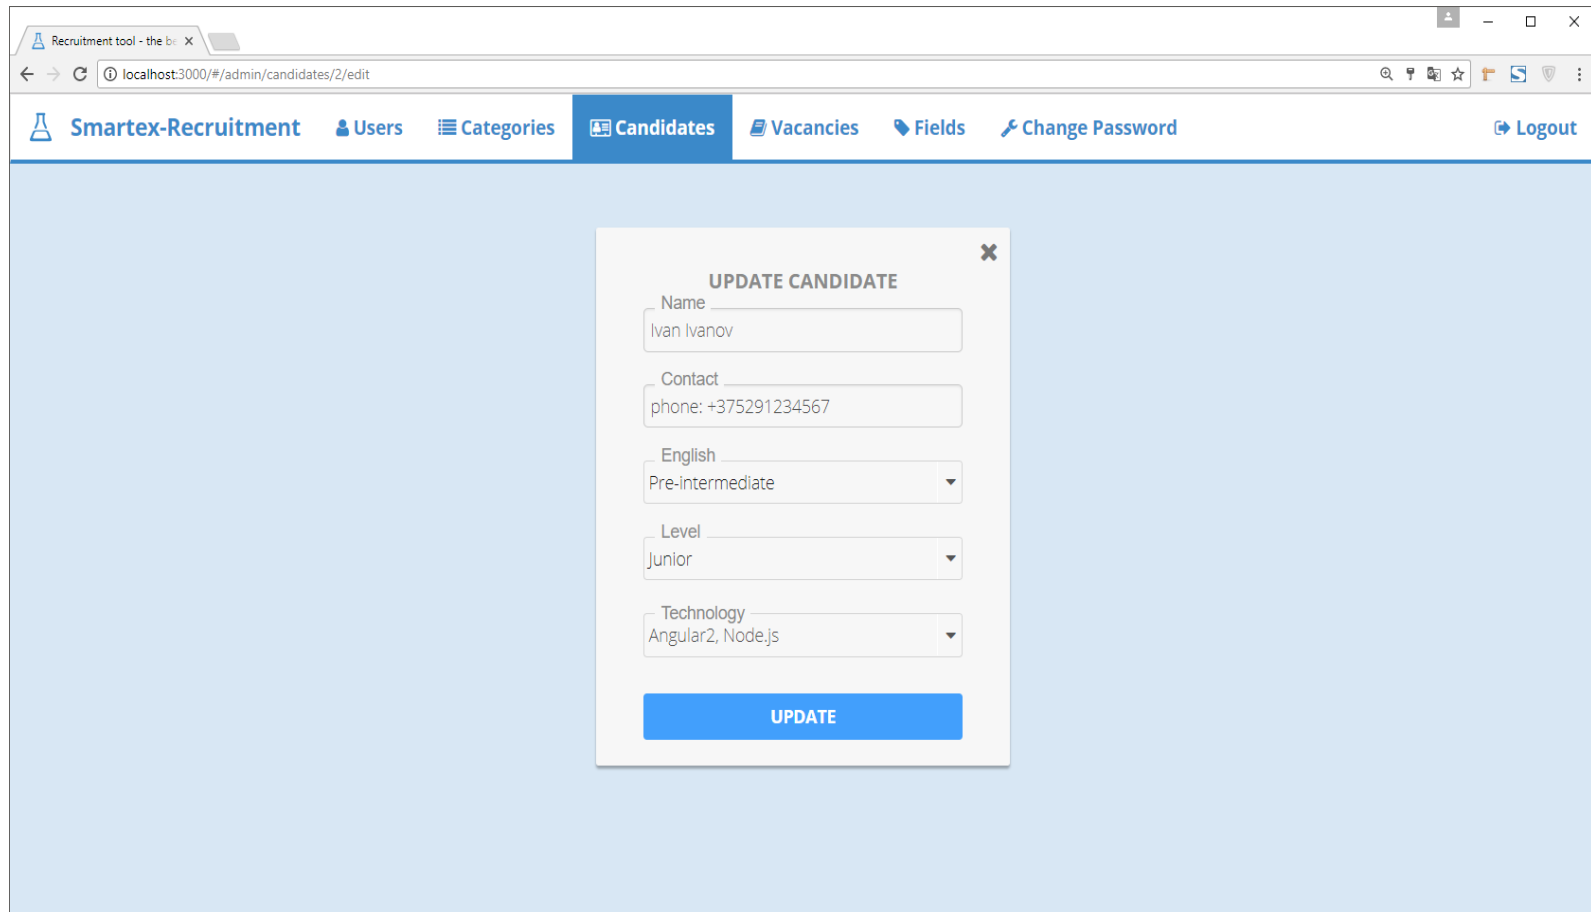 Recruitment tool - the be
localhost:3000/#/admin/candidates/2/edit
Smartex-Recruitment Users Categories Candidates Vacancies Fields Change Password Logout
UPDATE CANDIDATE
Name
Ivan Ivanov
Contact
phone: +375291234567
English
Pre-intermediate
Level
Junior
Technology
Angular2, Node.js
UPDATE